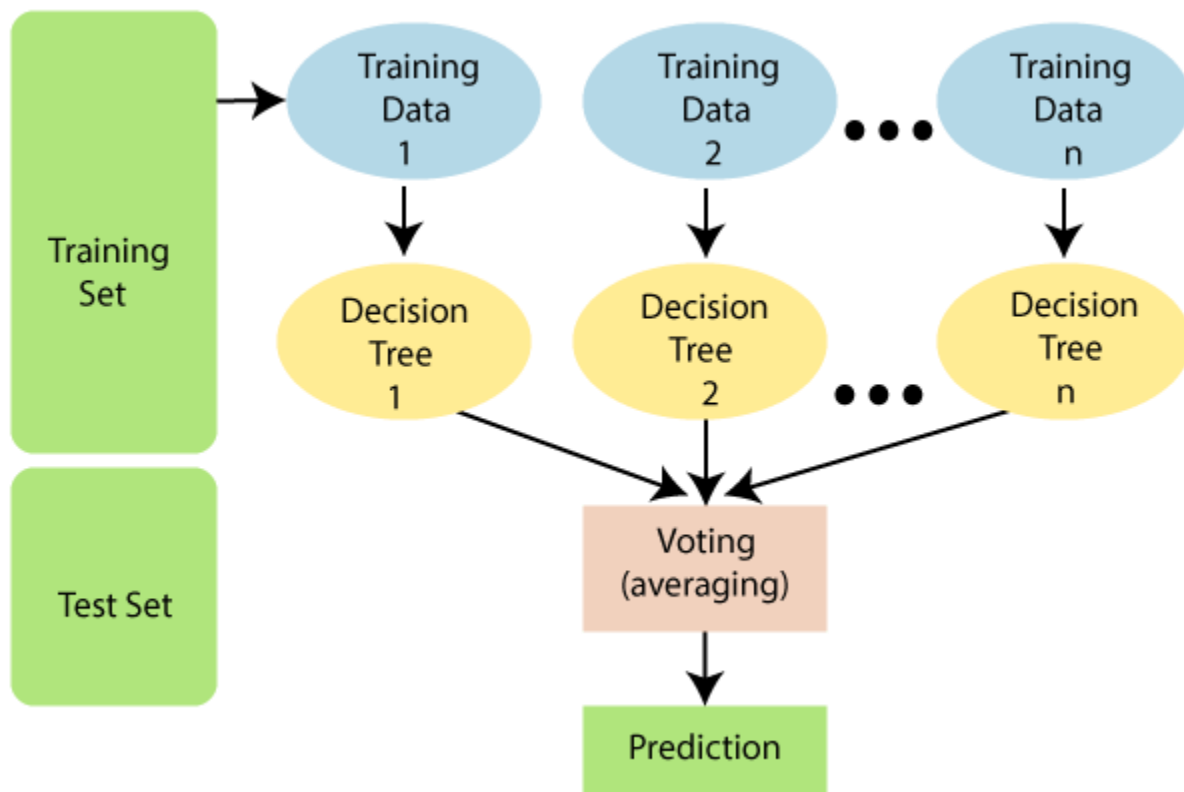 Training
Set
Test Set
Training
Data
1
Training
Data
2
Training
Data
n
Decision
Tree
1
Decision
Tree
2
Decision
Tree
n
Voting
(averaging)
Prediction